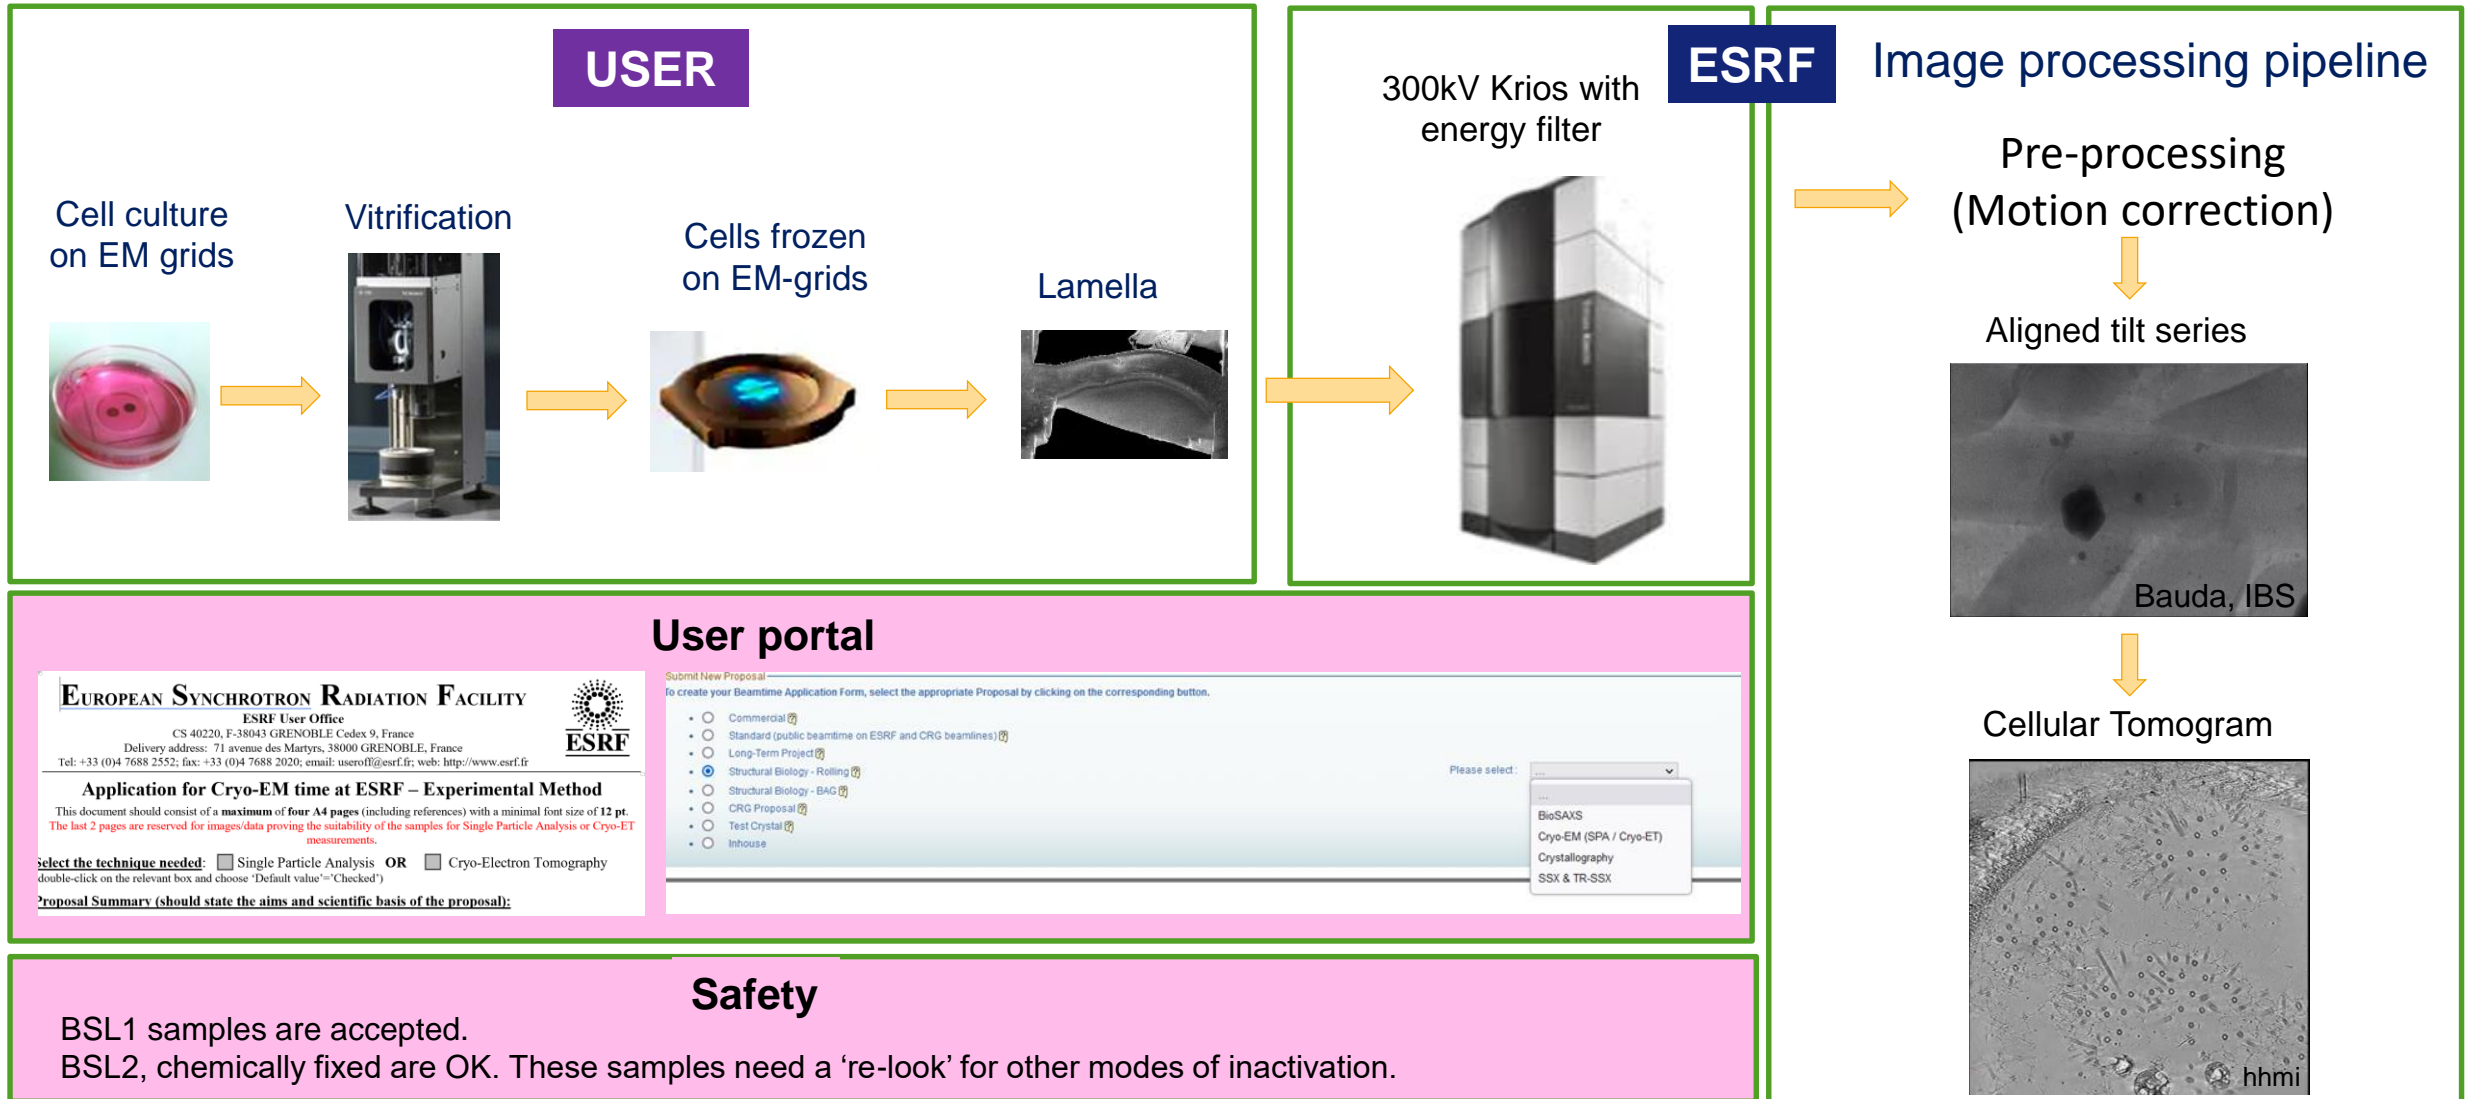 USER
Cell culture
on EM grids
Vitrification
Cells frozen
on EM-grids
Lamella
300kV Krios with
energy filter
ESRF
Image processing pipeline
Pre-processing
(Motion correction)
Aligned tilt series
Bauda, IBS
Cellular Tomogram
hhmi
User portal
EUROPEAN SYNCHROTRON RADIATION FACILITY
ESRF User Office
CS 40220, F-38043 GRENOBLE Cedex 9, France
Delivery address: 71 avenue des Martyrs, 38000 GRENOBLE, France
Tel: +33 (0)4 7688 2552; fax: +33 (0)4 7688 2020; email: useroff@esrf.fr; web: http://www.esrf.fr
ESRF
Application for Cryo-EM time at ESRF – Experimental Method
This document should consist of a maximum of four A4 pages (including references) with a minimal font size of 12 pt.
The last 2 pages are reserved for images/data proving the suitability of the samples for Single Particle Analysis or Cryo-ET
measurements.
Select the technique needed: Single Particle Analysis OR Cryo-Electron Tomography
double-click on the relevant box and choose ‘Default value’=’Checked’)
Proposal Summary (should state the aims and scientific basis of the proposal):
Submit New Proposal
To create your Beamtime Application Form, select the appropriate Proposal by clicking on the corresponding button.
• Commercial [?]
• Standard (public beamtime on ESRF and CRG beamlines) [?]
• Long-Term Project [?]
• Structural Biology - Rolling [?]
• Structural Biology - BAG [?]
• CRG Proposal [?]
• Test Crystal [?]
• Inhouse
Please select : ...
...
BioSAXS
Cryo-EM (SPA / Cryo-ET)
Crystallography
SSX & TR-SSX
Safety
BSL1 samples are accepted.
BSL2, chemically fixed are OK. These samples need a ‘re-look’ for other modes of inactivation.